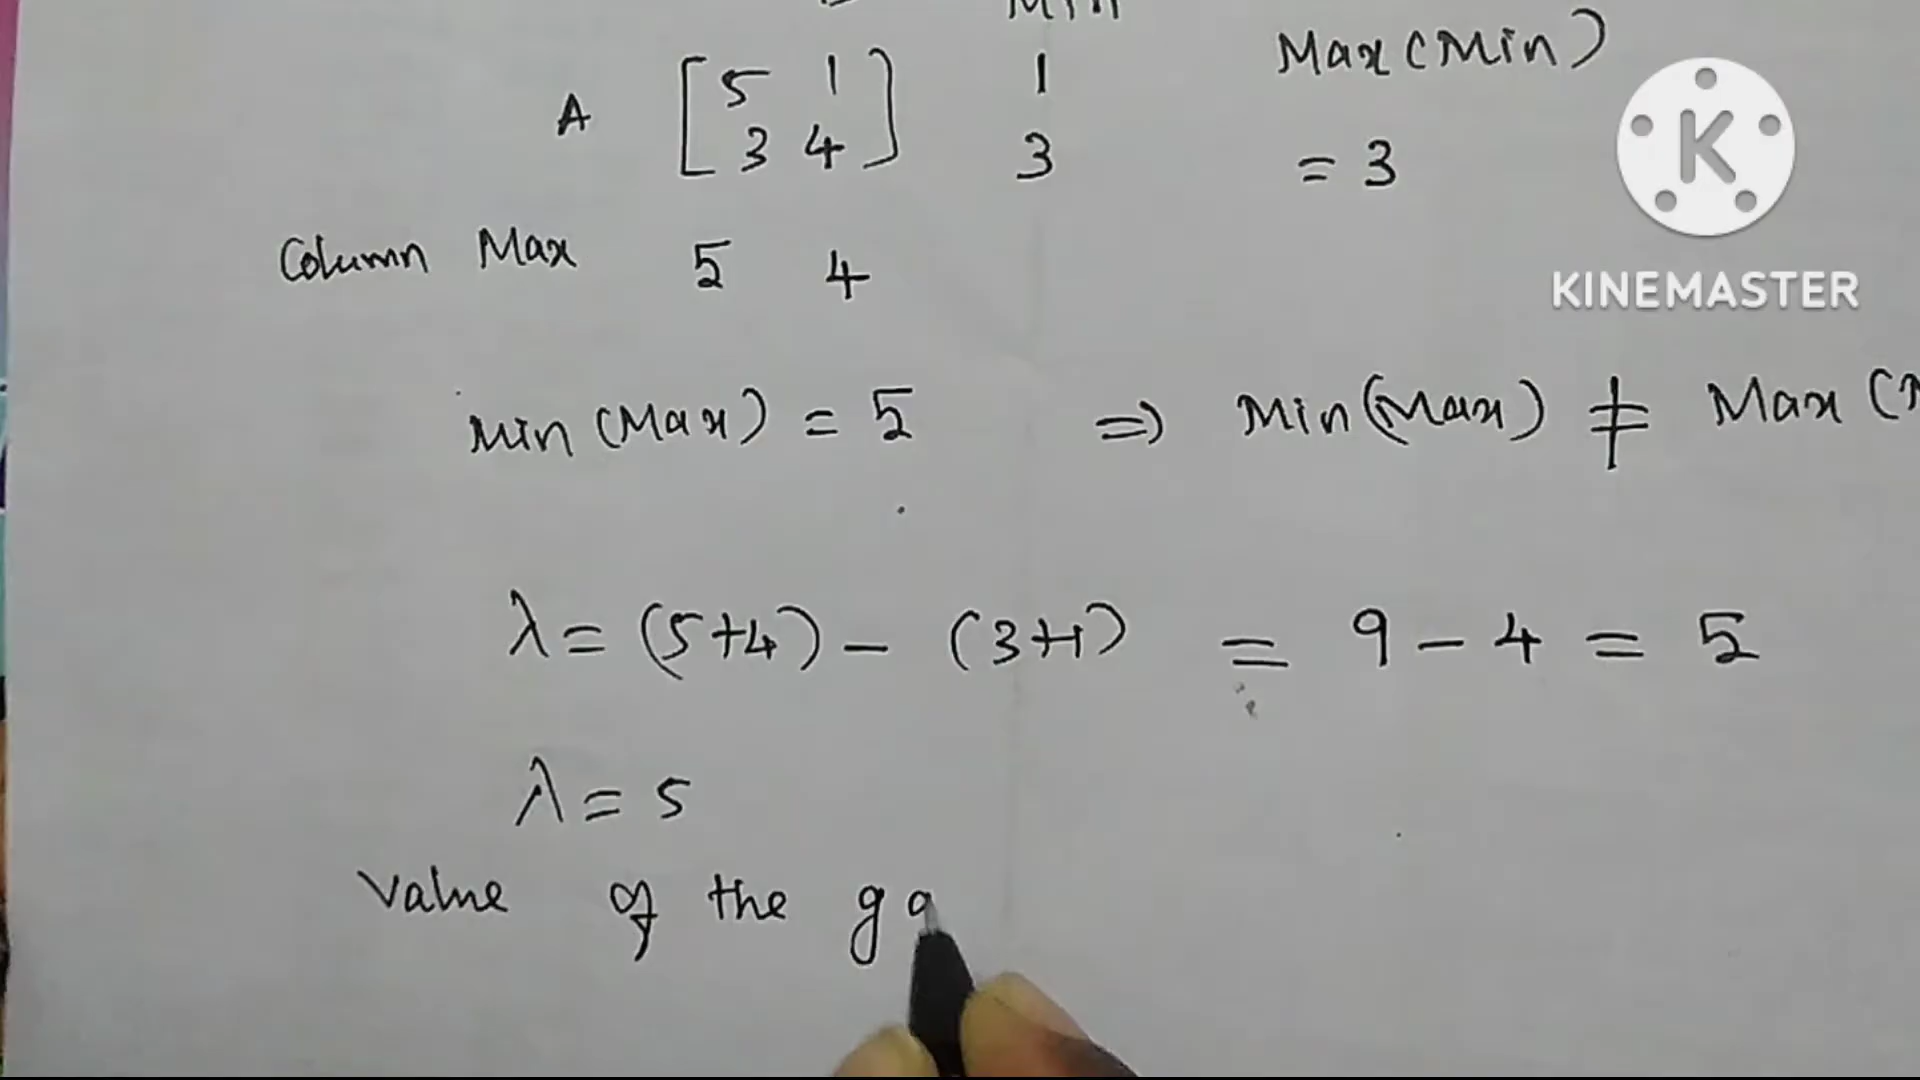 Min
Max (Min)
A [ 5 1 1
3 4 ] 3 = 3
Column Max 5 4
Min (Max) = 5 => Min (Max) ≠ Max (
λ = (5+4) - (3+1) = 9 - 4 = 5
λ = 5
Value of the ga
KINEMASTER